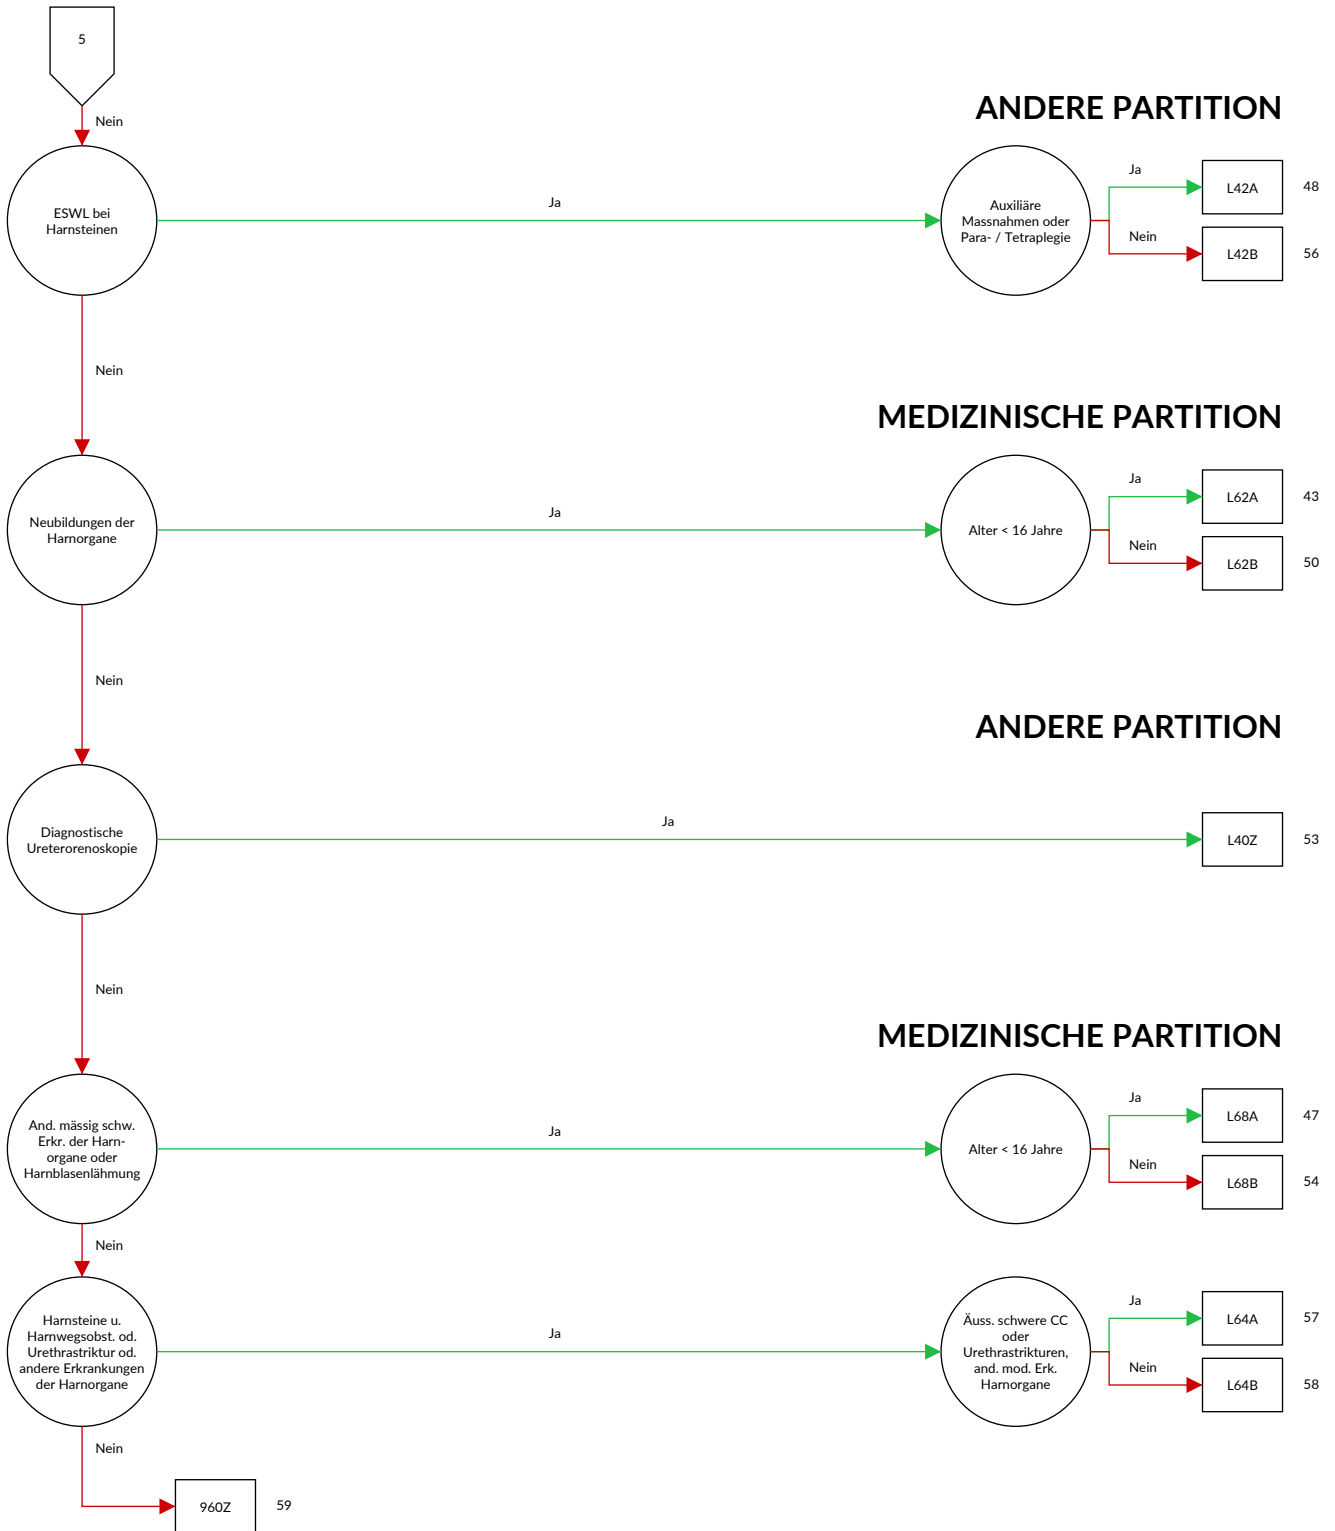 5
Nein
ANDERE PARTITION
ESWL bei
Harnsteinen
Ja
Auxiliäre
Massnahmen oder
Para- / Tetraplegie
Ja
L42A
48
Nein
L42B
56
Nein
MEDIZINISCHE PARTITION
Neubildungen der
Harnorgane
Ja
Alter < 16 Jahre
Ja
L62A
43
Nein
L62B
50
Nein
ANDERE PARTITION
Diagnostische
Ureterorenoskopie
Ja
L40Z
53
Nein
MEDIZINISCHE PARTITION
And. mässig schw.
Erkr. der Harn-
organe oder
Harnblasenlähmung
Ja
Alter < 16 Jahre
Ja
L68A
47
Nein
L68B
54
Nein
Harnsteine u.
Harnwegsobst. od.
Urethrastriktur od.
andere Erkrankungen
der Harnorgane
Ja
Äuss. schwere CC
oder
Urethrastrikturen,
and. mod. Erk.
Harnorgane
Ja
L64A
57
Nein
L64B
58
Nein
960Z
59